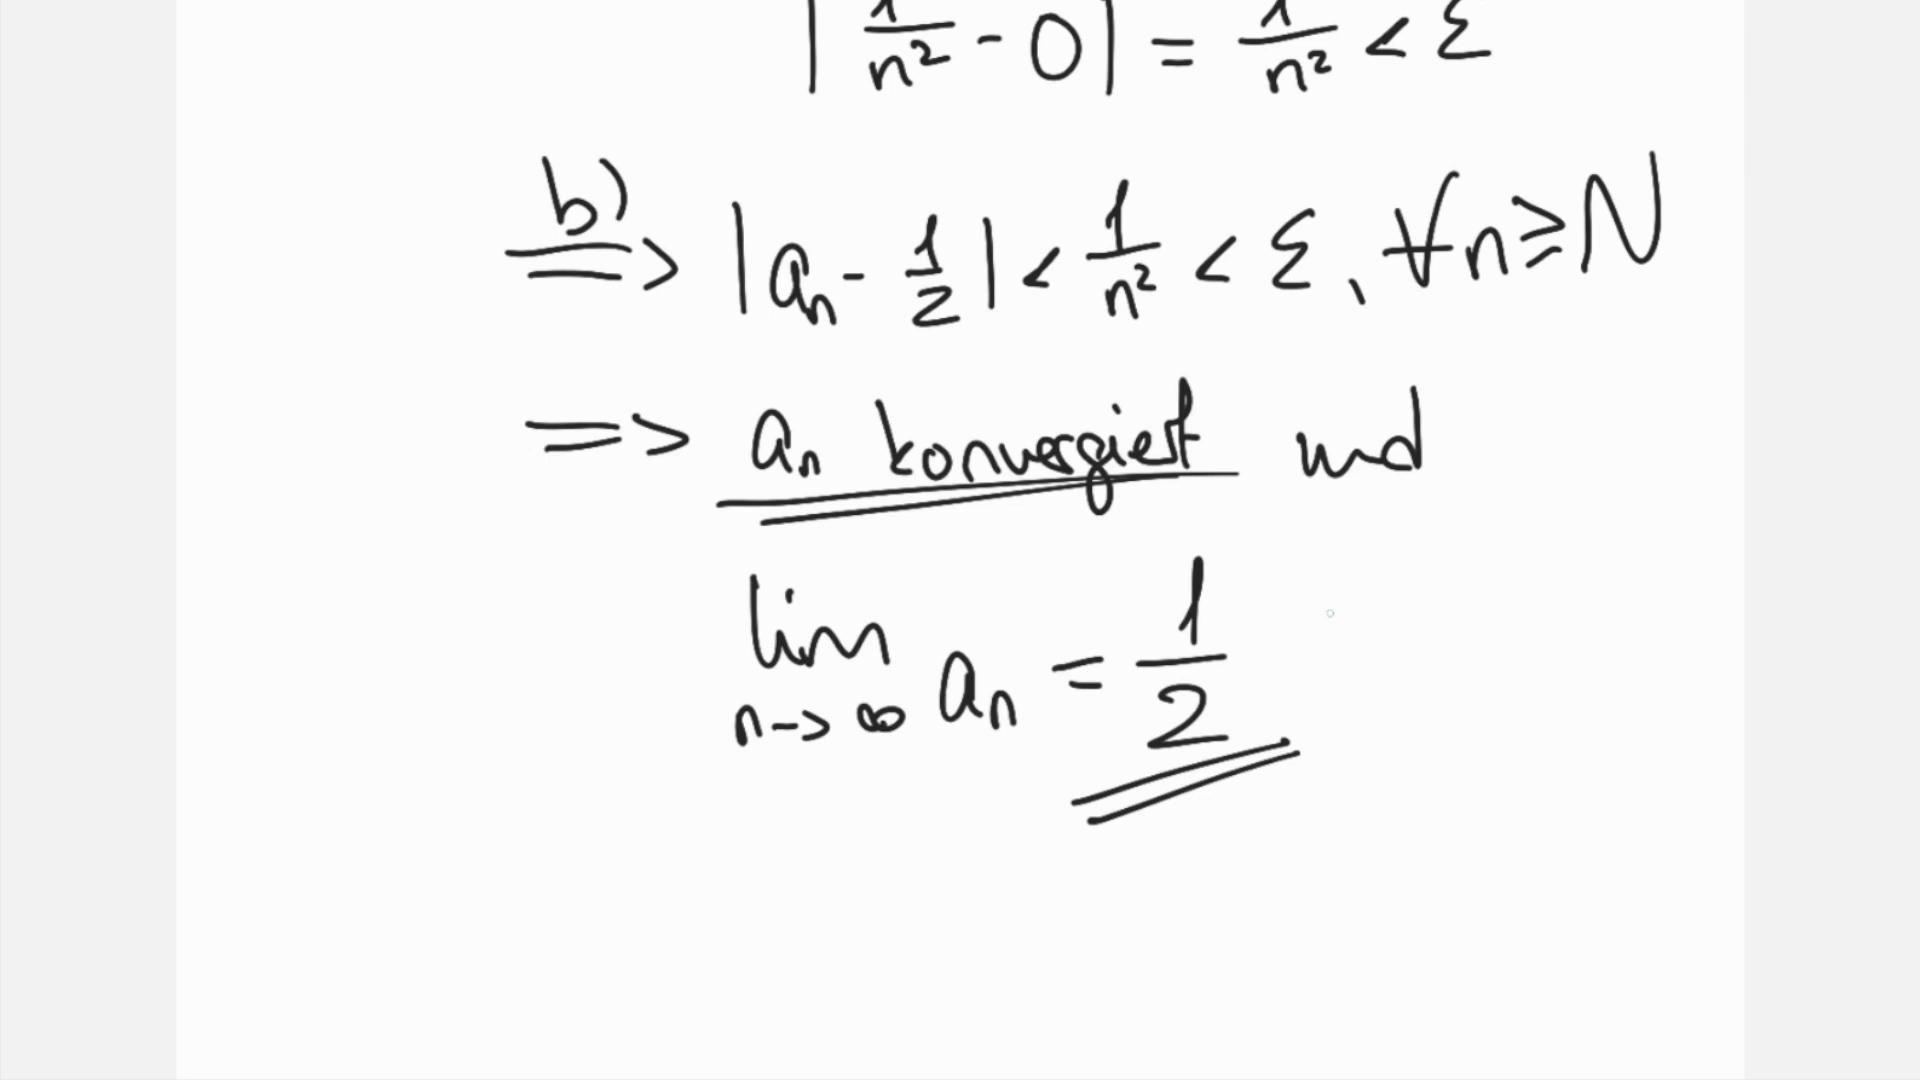 | 1/n² - 0 | = 1/n² < ε
b) ⟹ | aₙ - 1/2 | < 1/n² < ε , ∀n ≥ N
=> aₙ konvergiert und
lim n->∞ aₙ = 1/2